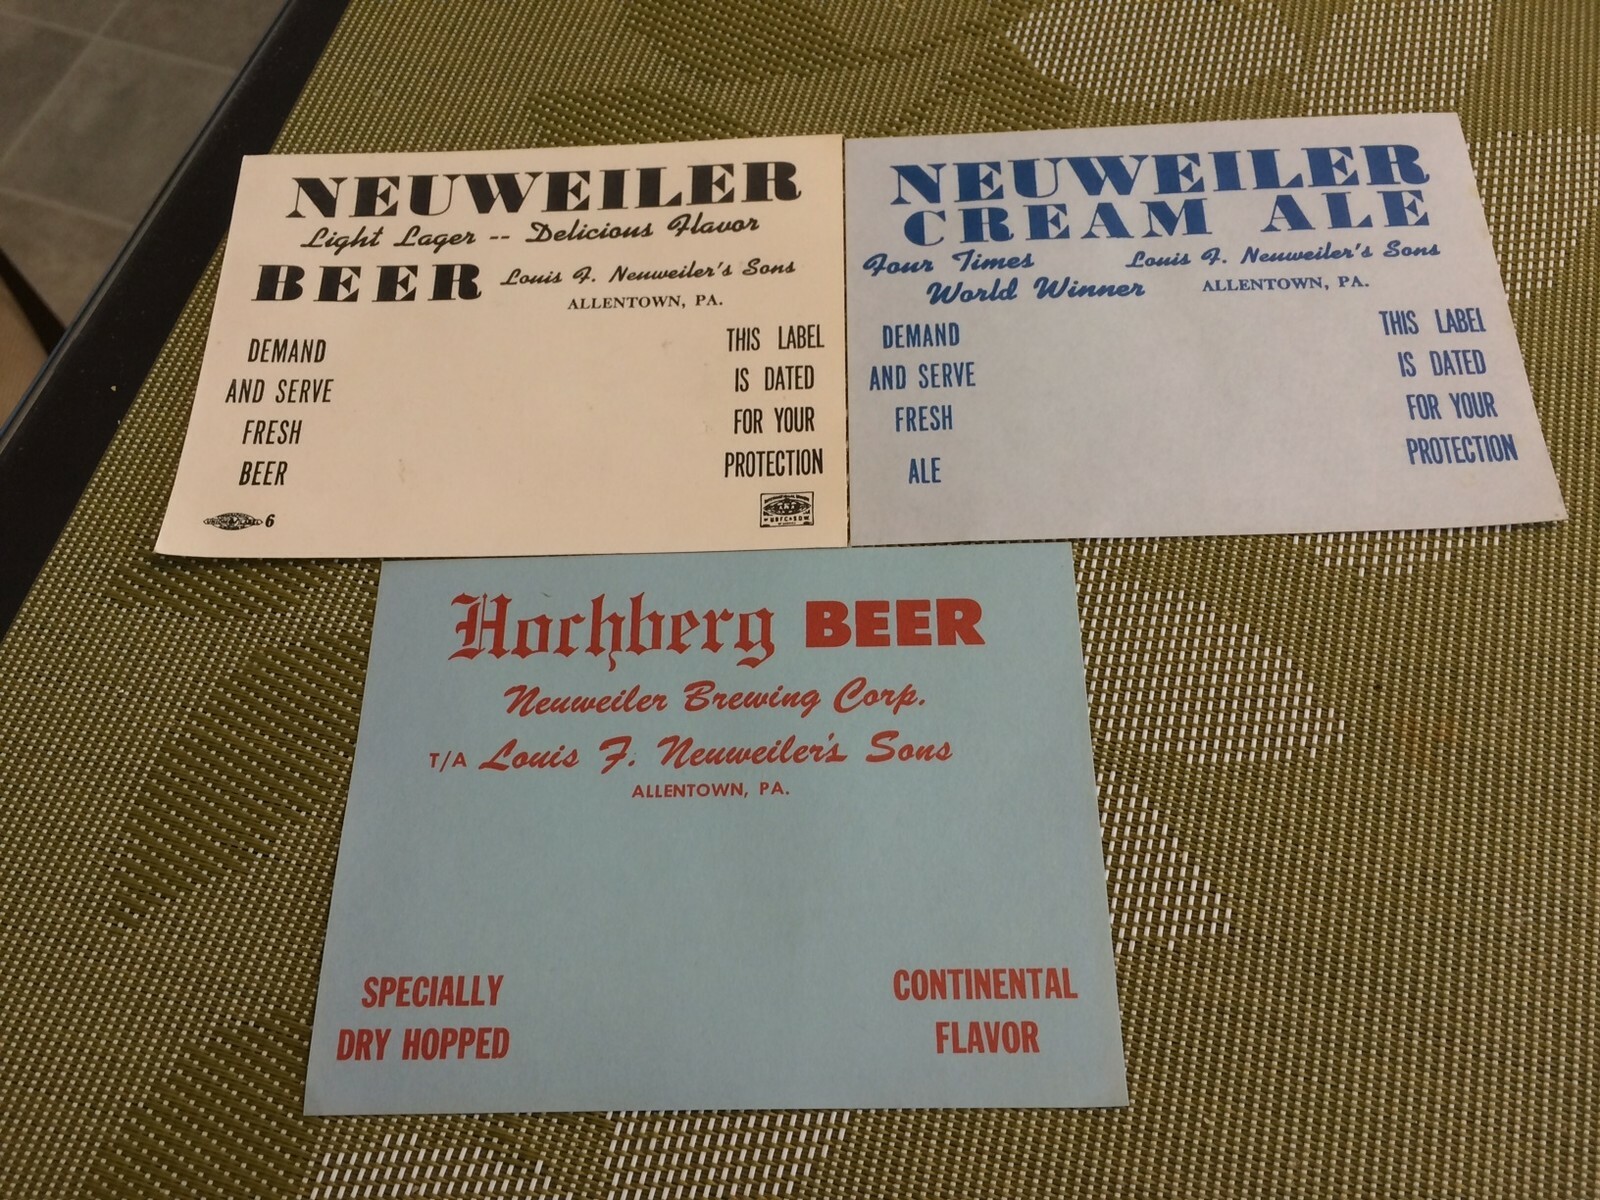 NEUWEILER
Light Lager -- Delicious Flavor
BEER Louis F. Neuweiler's Sons
ALLENTOWN, PA.
DEMAND
AND SERVE
FRESH
BEER
THIS LABEL
IS DATED
FOR YOUR
PROTECTION
6
NEUWEILER
CREAM ALE
Four Times
World Winner
Louis F. Neuweiler's Sons
ALLENTOWN, PA.
DEMAND
AND SERVE
FRESH
ALE
THIS LABEL
IS DATED
FOR YOUR
PROTECTION
Hochberg BEER
Neuweiler Brewing Corp.
T/A Louis F. Neuweiler's Sons
ALLENTOWN, PA.
SPECIALLY
DRY HOPPED
CONTINENTAL
FLAVOR